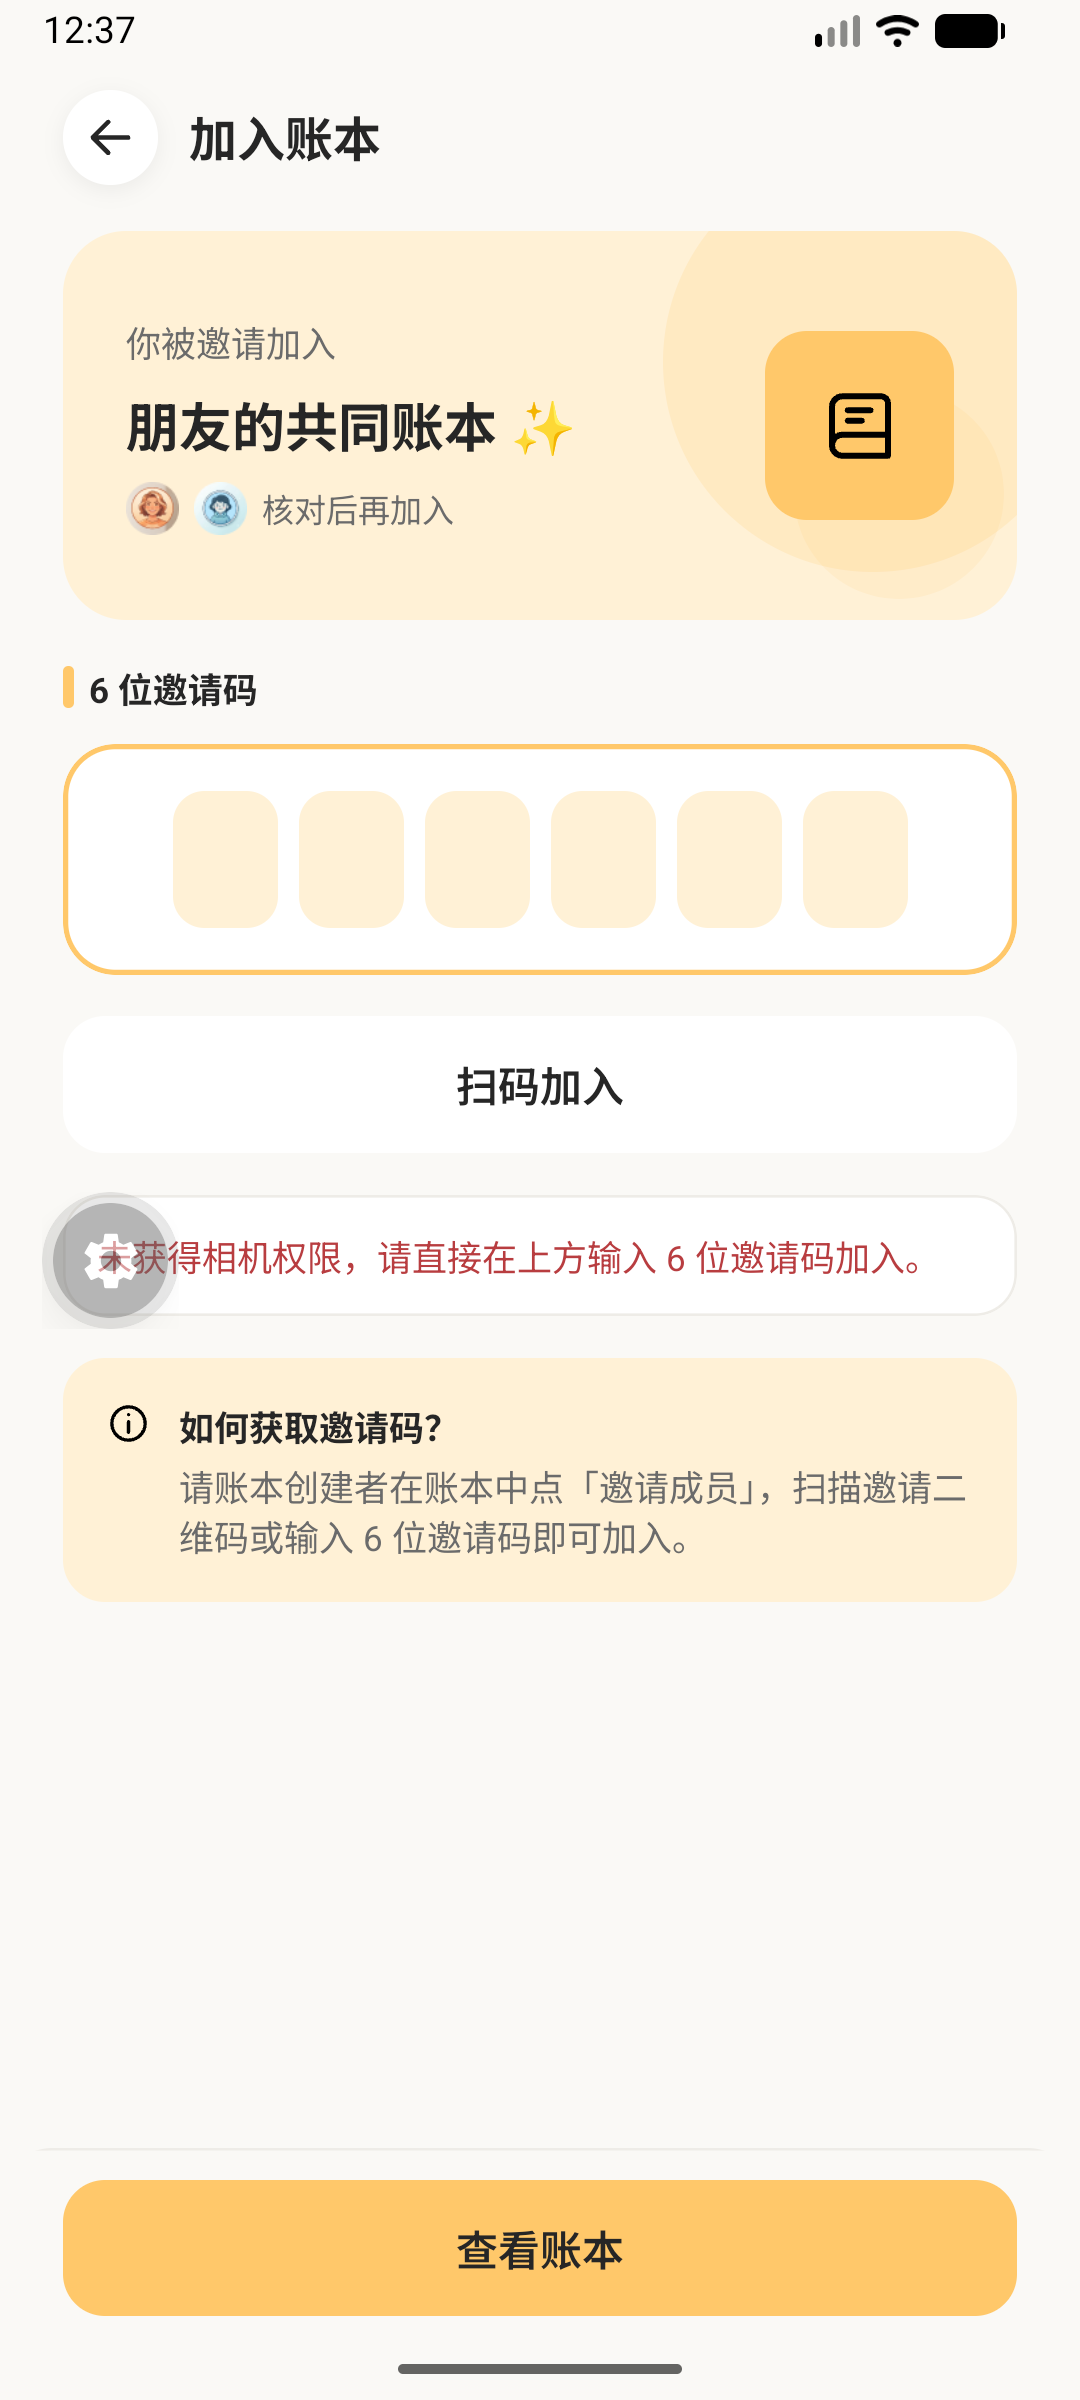 12:37
加入账本
你被邀请加入
朋友的共同账本 ✨
核对后再加入
6 位邀请码
扫码加入
未获得相机权限，请直接在上方输入 6 位邀请码加入。
如何获取邀请码？
请账本创建者在账本中点「邀请成员」，扫描邀请二
维码或输入 6 位邀请码即可加入。
查看账本